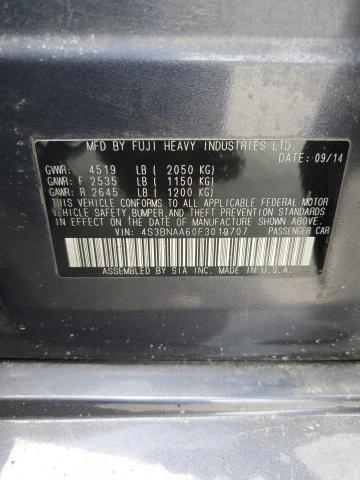 MFD BY FUJI HEAVY INDUSTRIES LTD.
DATE: 09/14
GVWR: 4519 LB ( 2050 KG)
GAWR: F 2535 LB ( 1150 KG)
GAWR: R 2645 LB ( 1200 KG)
THIS VEHICLE CONFORMS TO ALL APPLICABLE FEDERAL MOTOR
VEHICLE SAFETY, BUMPER, AND THEFT PREVENTION STANDARDS
IN EFFECT ON THE DATE OF MANUFACTURE SHOWN ABOVE.
VIN: 4S3BNAA60F3019707 PASSENGER CAR
ASSEMBLED BY SIA INC. MADE IN U.S.A.